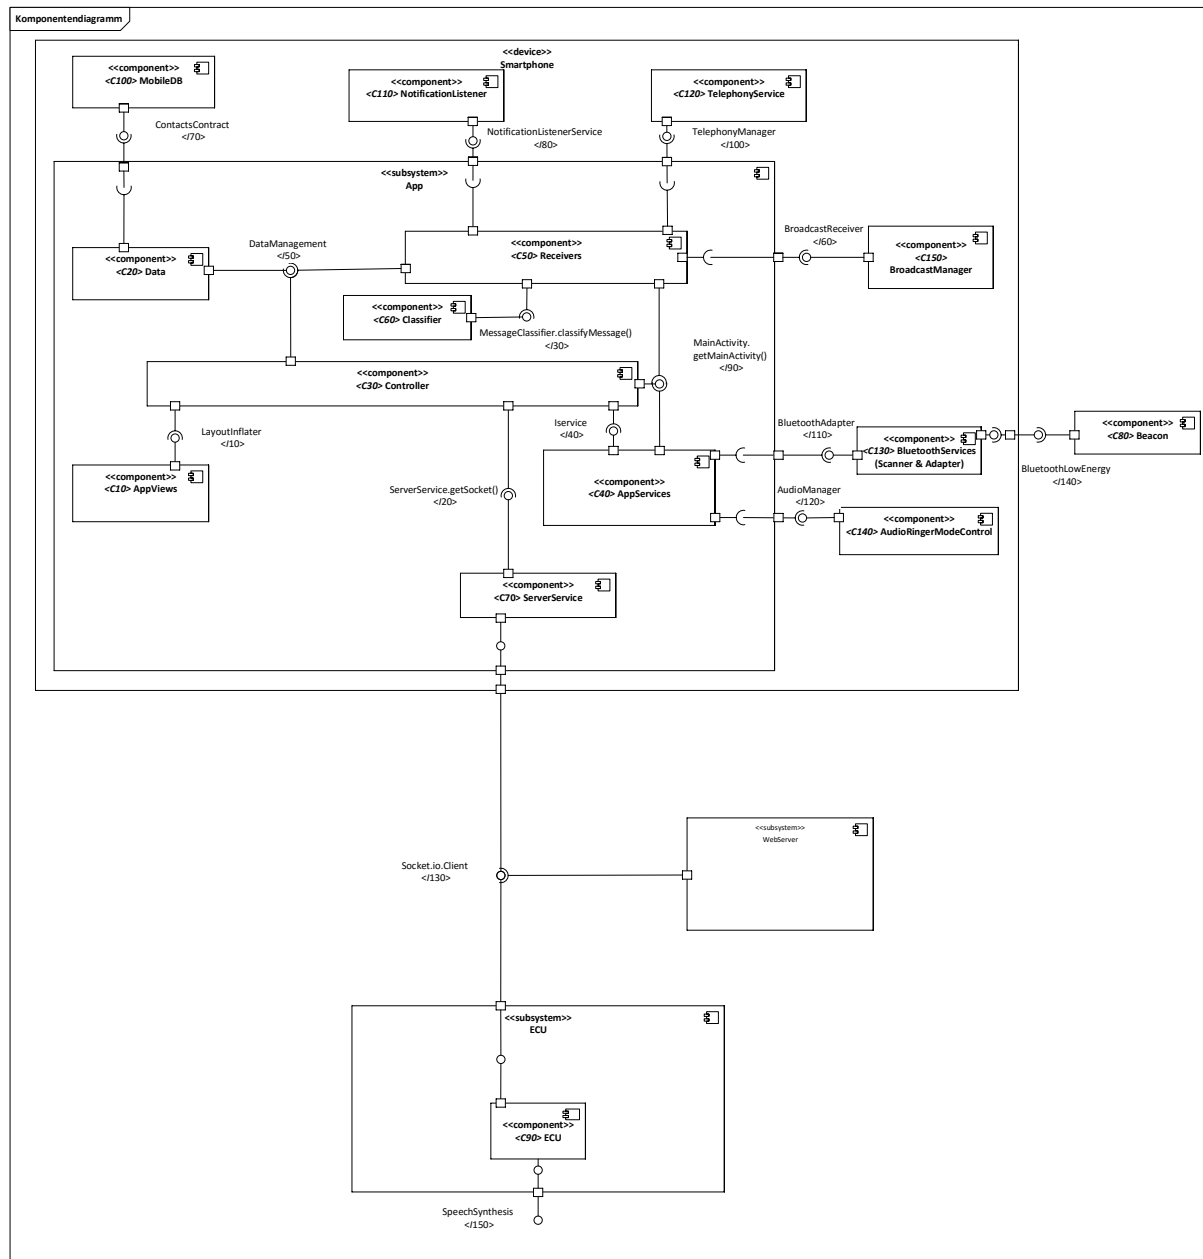 Komponentendiagramm
<<device>>
Smartphone
<<component>>
<C100> MobileDB
<<component>>
<C110> NotificationListener
<<component>>
<C120> TelephonyService
ContactsContract
</70>
NotificationListenerService
</80>
TelephonyManager
</100>
<<subsystem>>
App
<<component>>
<C20> Data
DataManagement
</50>
<<component>>
<C50> Receivers
BroadcastReceiver
</60>
<<component>>
<C150>
BroadcastManager
<<component>>
<C60> Classifier
MessageClassifier.classifyMessage()
</30>
MainActivity.
getMainActivity()
</90>
<<component>>
<C30> Controller
LayoutInflater
</10>
Iservice
</40>
BluetoothAdapter
</110>
<<component>>
<C130> BluetoothServices
(Scanner & Adapter)
<<component>>
<C80> Beacon
BluetoothLowEnergy
</140>
<<component>>
<C10> AppViews
ServerService.getSocket()
</20>
<<component>>
<C40> AppServices
AudioManager
</120>
<<component>>
<C140> AudioRingerModeControl
<<component>>
<C70> ServerService
<<subsystem>>
WebServer
Socket.io.Client
</130>
<<subsystem>>
ECU
<<component>>
<C90> ECU
SpeechSynthesis
</150>